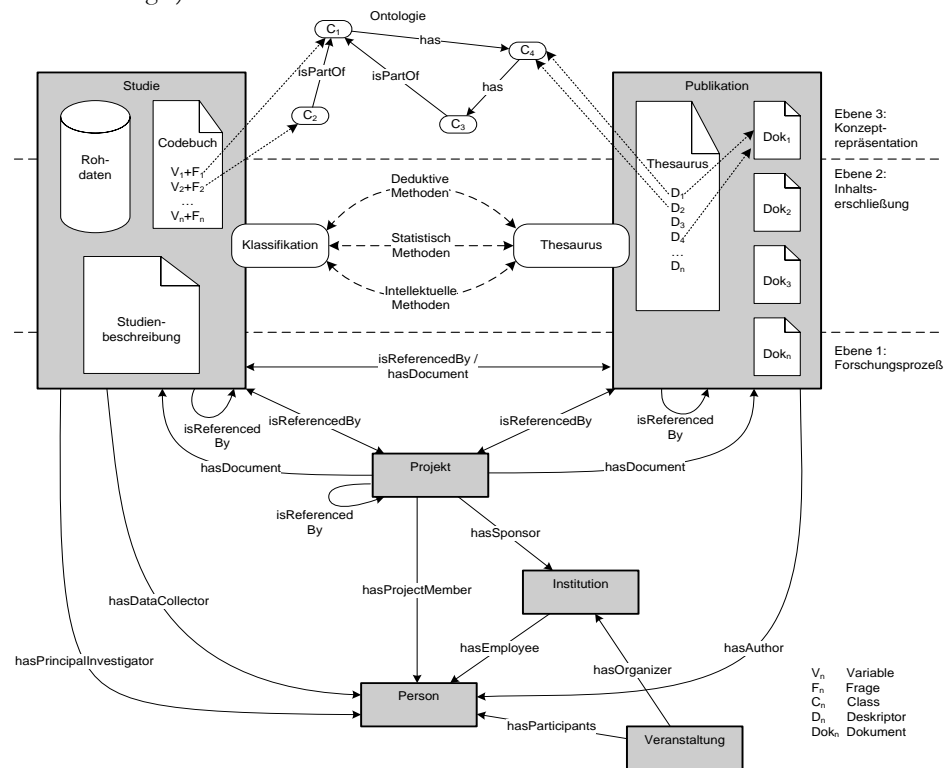 Ontologie
C₁
has
C₄
isPartOf
isPartOf
has
C₂
C₃
Studie
Publikation
Roh-
daten
Codebuch
V₁+F₁
V₂+F₂
...
Vₙ+Fₙ
Thesaurus
D₁
D₂
D₃
D₄
...
Dₙ
Dok₁
Dok₂
Dok₃
Dokₙ
Ebene 3:
Konzept-
repräsentation
Ebene 2:
Inhalts-
erschließung
Ebene 1:
Forschungsprozeß
Deduktive
Methoden
Klassifikation
Statistisch
Methoden
Thesaurus
Intellektuelle
Methoden
Studien-
beschreibung
isReferencedBy /
hasDocument
isReferenced
By
isReferencedBy
isReferencedBy
isReferenced
By
hasDocument
Projekt
hasDocument
isReferenced
By
hasSponsor
hasProjectMember
Institution
hasDataCollector
hasEmployee
hasAuthor
hasPrincipalInvestigator
hasOrganizer
Person
hasParticipants
Veranstaltung
Vₙ Variable
Fₙ Frage
Cₙ Class
Dₙ Deskriptor
Dokₙ Dokument